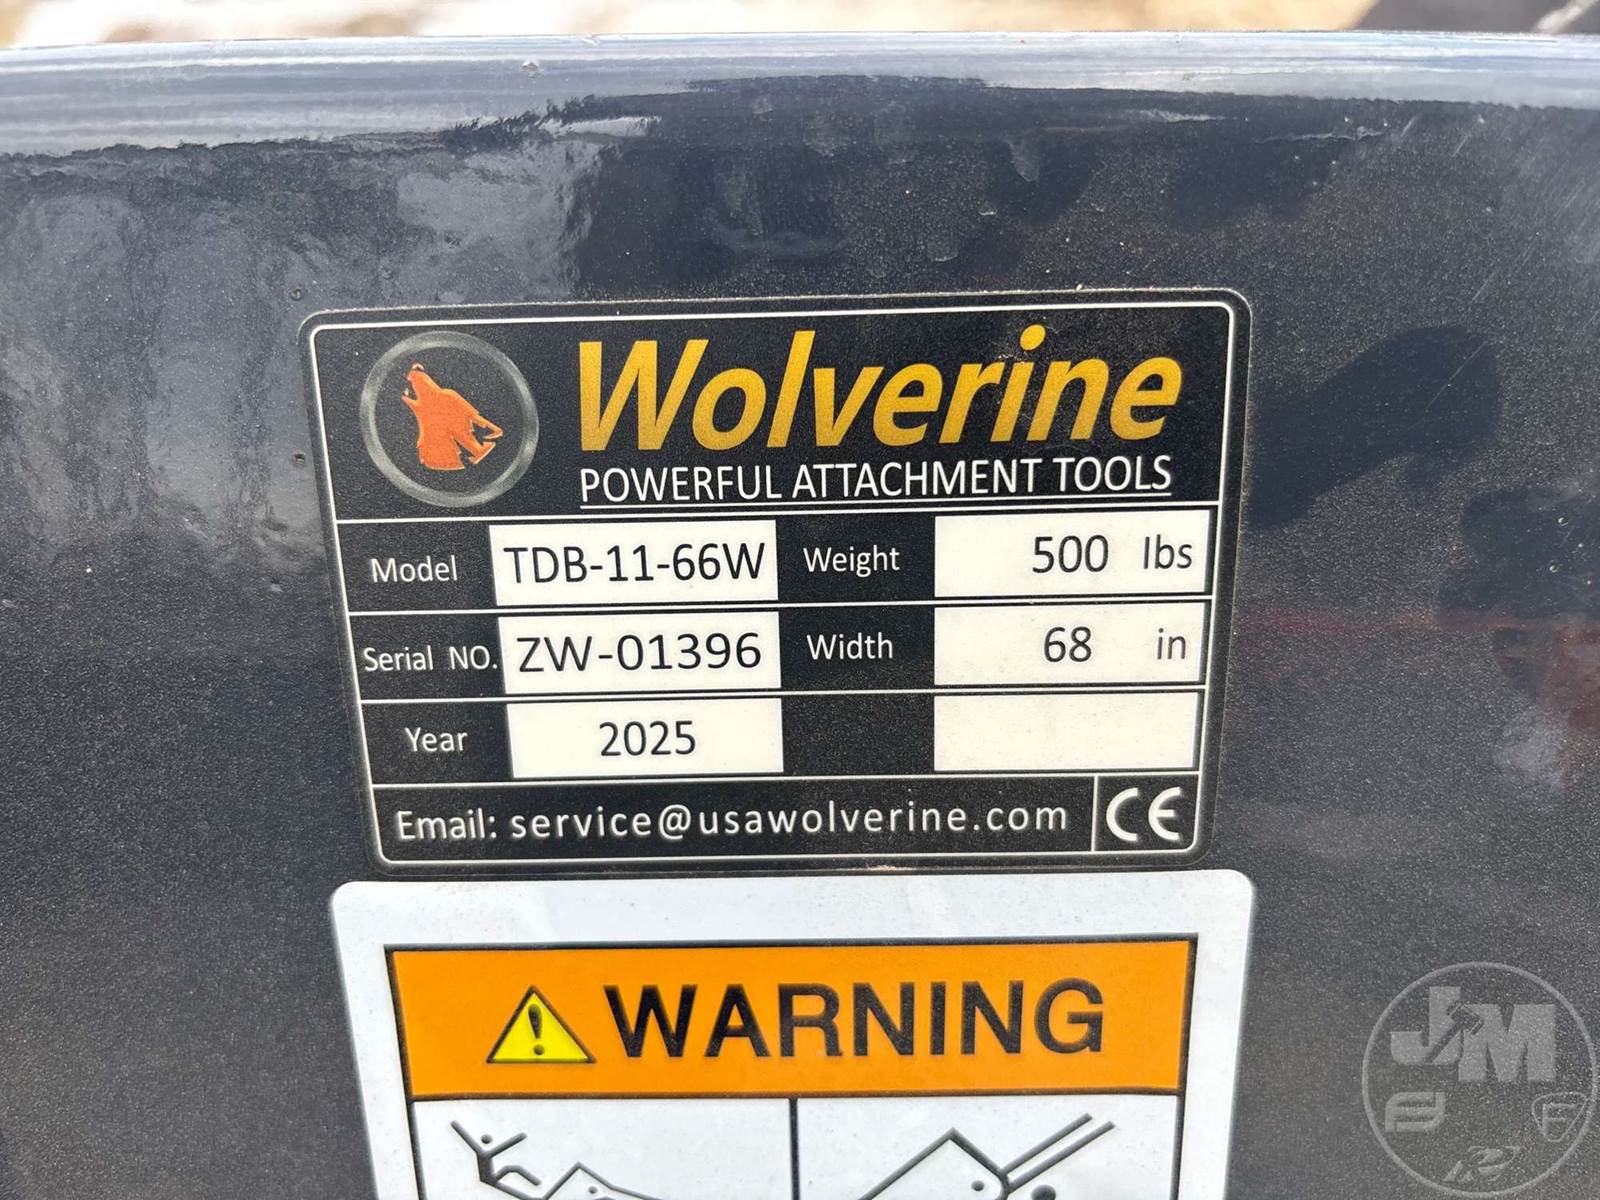 Wolverine
POWERFUL ATTACHMENT TOOLS
Model TDB-11-66W Weight 500 lbs
Serial NO. ZW-01396 Width 68 in
Year 2025
Email: service@usawolverine.com CE
WARNING
JM